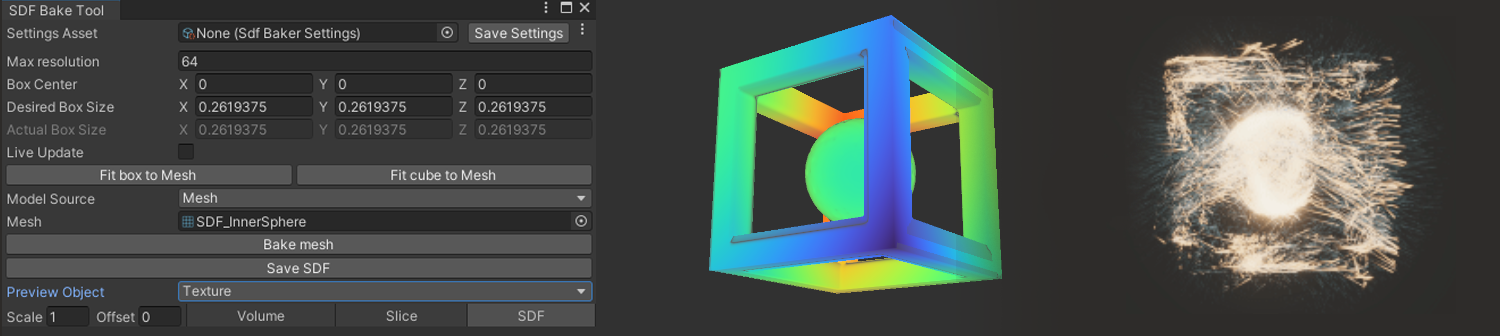 SDF Bake Tool
Settings Asset None (Sdf Baker Settings) Save Settings
Max resolution 64
Box Center X 0 Y 0 Z 0
Desired Box Size X 0.2619375 Y 0.2619375 Z 0.2619375
Actual Box Size X 0.2619375 Y 0.2619375 Z 0.2619375
Live Update
Fit box to Mesh Fit cube to Mesh
Model Source Mesh
Mesh SDF_InnerSphere
Bake mesh
Save SDF
Preview Object Texture
Scale 1 Offset 0 Volume Slice SDF